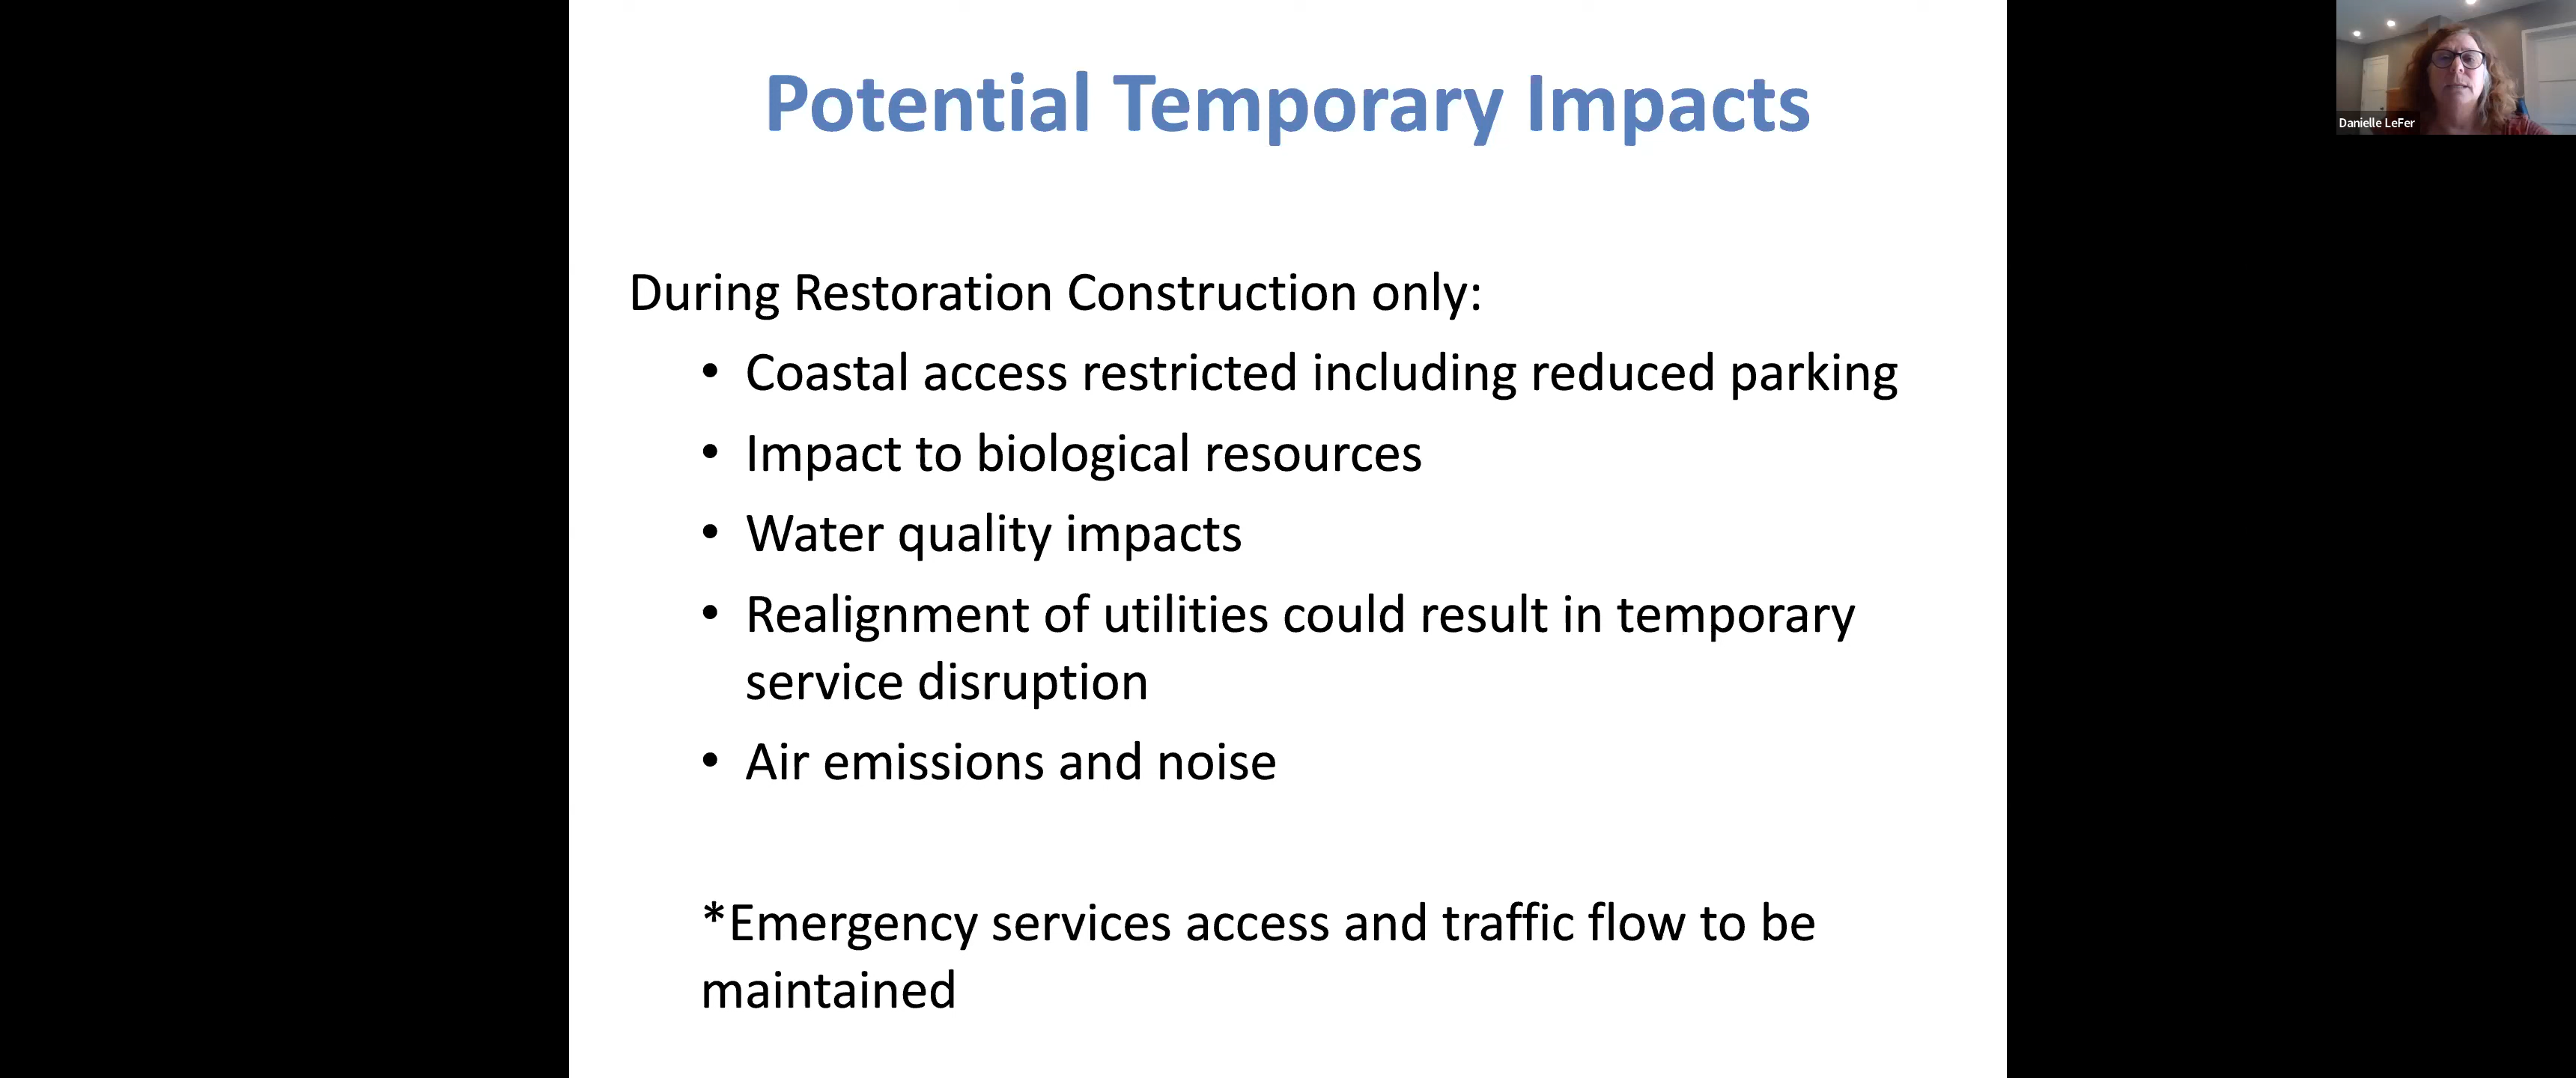 Potential Temporary Impacts
Danielle LeFer
During Restoration Construction only:
• Coastal access restricted including reduced parking
• Impact to biological resources
• Water quality impacts
• Realignment of utilities could result in temporary
service disruption
• Air emissions and noise
*Emergency services access and traffic flow to be
maintained